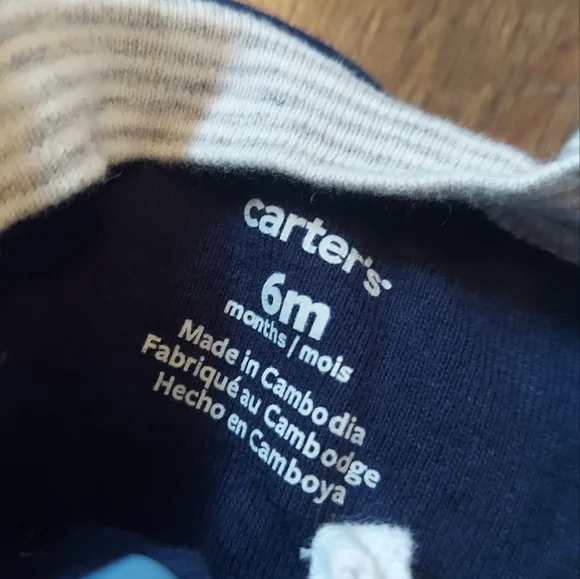 carter's
6m
months / mois
Made in Cambodia
Fabriqué au Cambodge
Hecho en Camboya